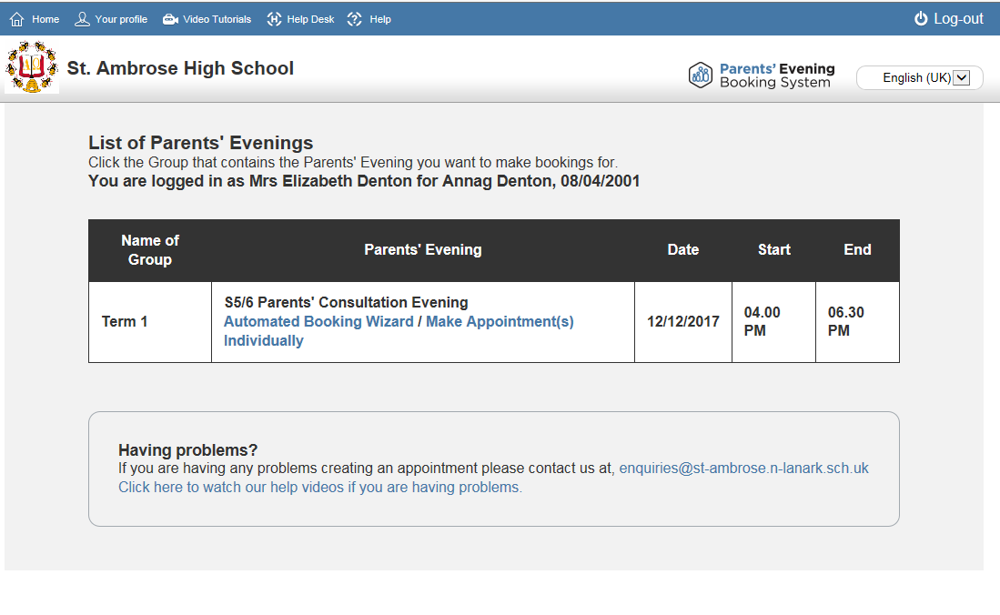 Home Your profile Video Tutorials Help Desk Help Log-out
St. Ambrose High School
Parents' Evening
Booking System
English (UK)
List of Parents' Evenings
Click the Group that contains the Parents' Evening you want to make bookings for.
You are logged in as Mrs Elizabeth Denton for Annag Denton, 08/04/2001
Name of
Group
Parents' Evening
Date
Start
End
Term 1
S5/6 Parents' Consultation Evening
Automated Booking Wizard / Make Appointment(s)
Individually
12/12/2017
04.00
PM
06.30
PM
Having problems?
If you are having any problems creating an appointment please contact us at, enquiries@st-ambrose.n-lanark.sch.uk
Click here to watch our help videos if you are having problems.